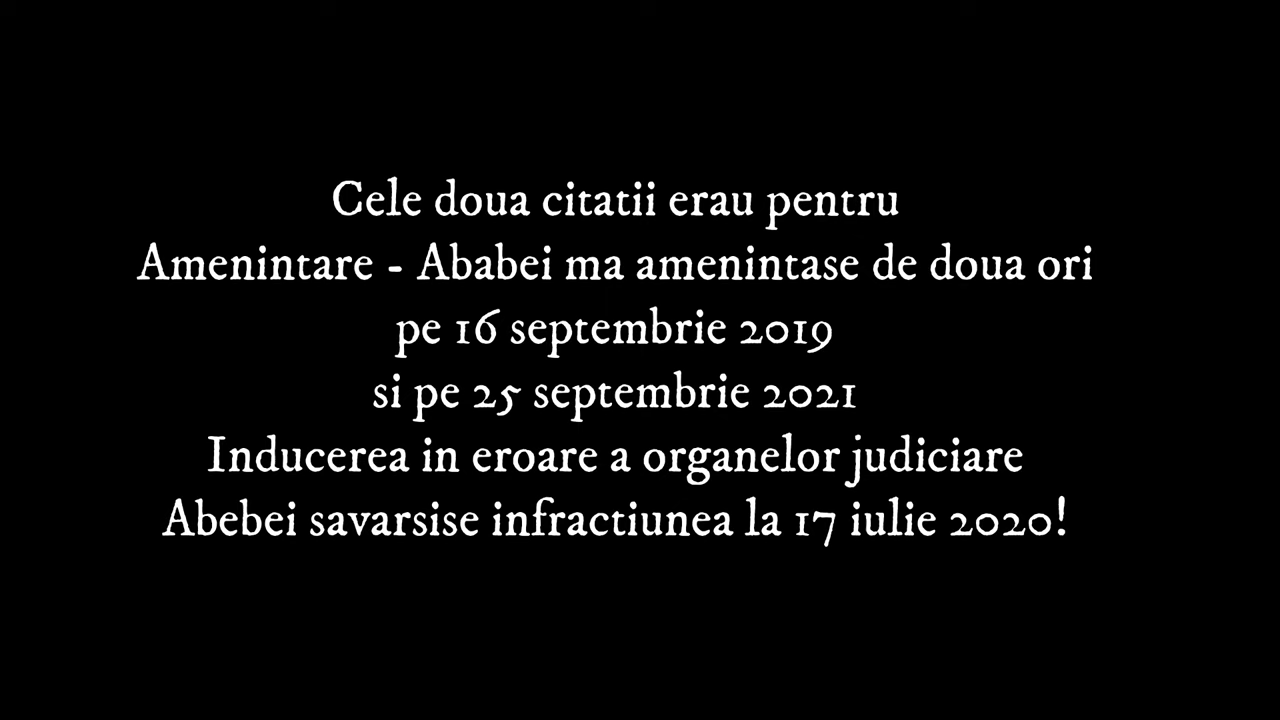 Cele doua citatii erau pentru
Amenintare - Ababei ma amenintase de doua ori
pe 16 septembrie 2019
si pe 25 septembrie 2021
Inducerea in eroare a organelor judiciare
Abebei savarsise infractiunea la 17 iulie 2020!